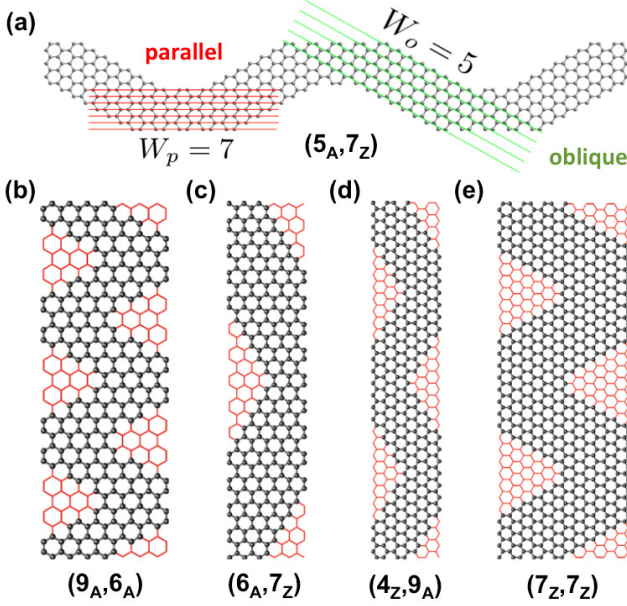 (a)
parallel
W_o = 5
W_p = 7
(5_A,7_Z)
oblique
(b)
(c)
(d)
(e)
(9_A,6_A)
(6_A,7_Z)
(4_Z,9_A)
(7_Z,7_Z)